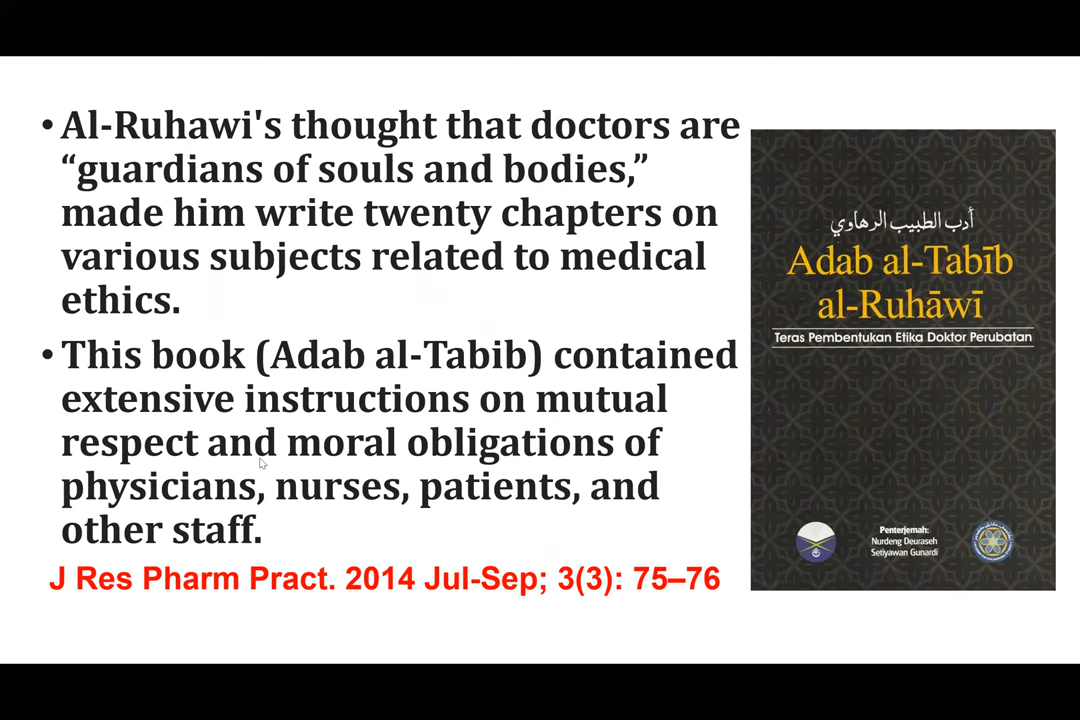 • Al-Ruhawi's thought that doctors are
“guardians of souls and bodies,”
made him write twenty chapters on
various subjects related to medical
ethics.
• This book (Adab al-Tabib) contained
extensive instructions on mutual
respect and moral obligations of
physicians, nurses, patients, and
other staff.
J Res Pharm Pract. 2014 Jul-Sep; 3(3): 75–76
أدب الطبيب الرهاوي
Adab al-Tabīb
al-Ruhāwī
Teras Pembentukan Etika Doktor Perubatan
Penterjemah:
Nurdeng Deuraseh
Setiyawan Gunardi